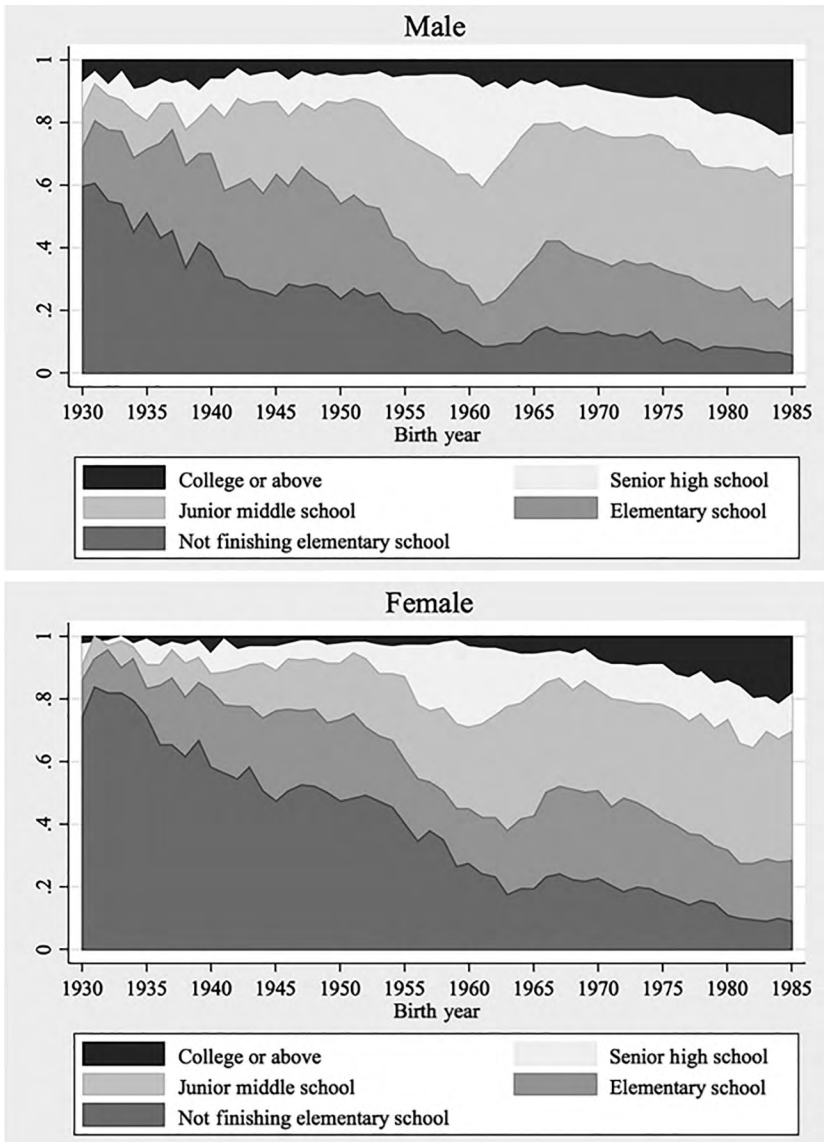 Male
1
.8
.6
.4
.2
0
1930 1935 1940 1945 1950 1955 1960 1965 1970 1975 1980 1985
Birth year
College or above Senior high school
Junior middle school Elementary school
Not finishing elementary school
Female
1
.8
.6
.4
.2
0
1930 1935 1940 1945 1950 1955 1960 1965 1970 1975 1980 1985
Birth year
College or above Senior high school
Junior middle school Elementary school
Not finishing elementary school